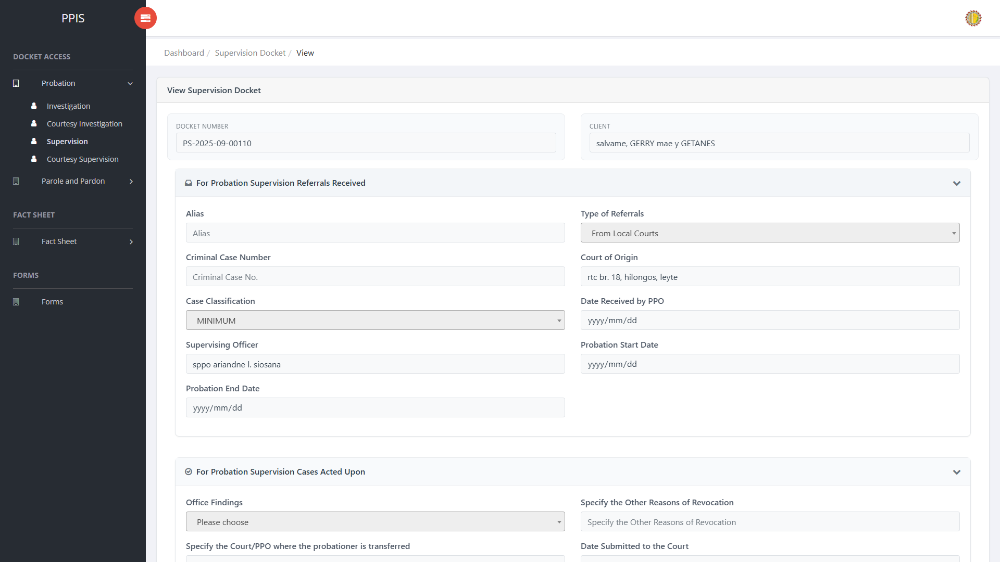 PPIS
DOCKET ACCESS
Probation
Investigation
Courtesy Investigation
Supervision
Courtesy Supervision
Parole and Pardon
FACT SHEET
Fact Sheet
FORMS
Forms
Dashboard / Supervision Docket / View
View Supervision Docket
DOCKET NUMBER
PS-2025-09-00110
CLIENT
salvame, GERRY mae y GETANES
For Probation Supervision Referrals Received
Alias
Alias
Type of Referrals
From Local Courts
Criminal Case Number
Criminal Case No.
Court of Origin
rtc br. 18, hilongos, leyte
Case Classification
MINIMUM
Date Received by PPO
yyyy/mm/dd
Supervising Officer
sppo ariandne l. siosana
Probation Start Date
yyyy/mm/dd
Probation End Date
yyyy/mm/dd
For Probation Supervision Cases Acted Upon
Office Findings
Please choose
Specify the Other Reasons of Revocation
Specify the Other Reasons of Revocation
Specify the Court/PPO where the probationer is transferred
Date Submitted to the Court